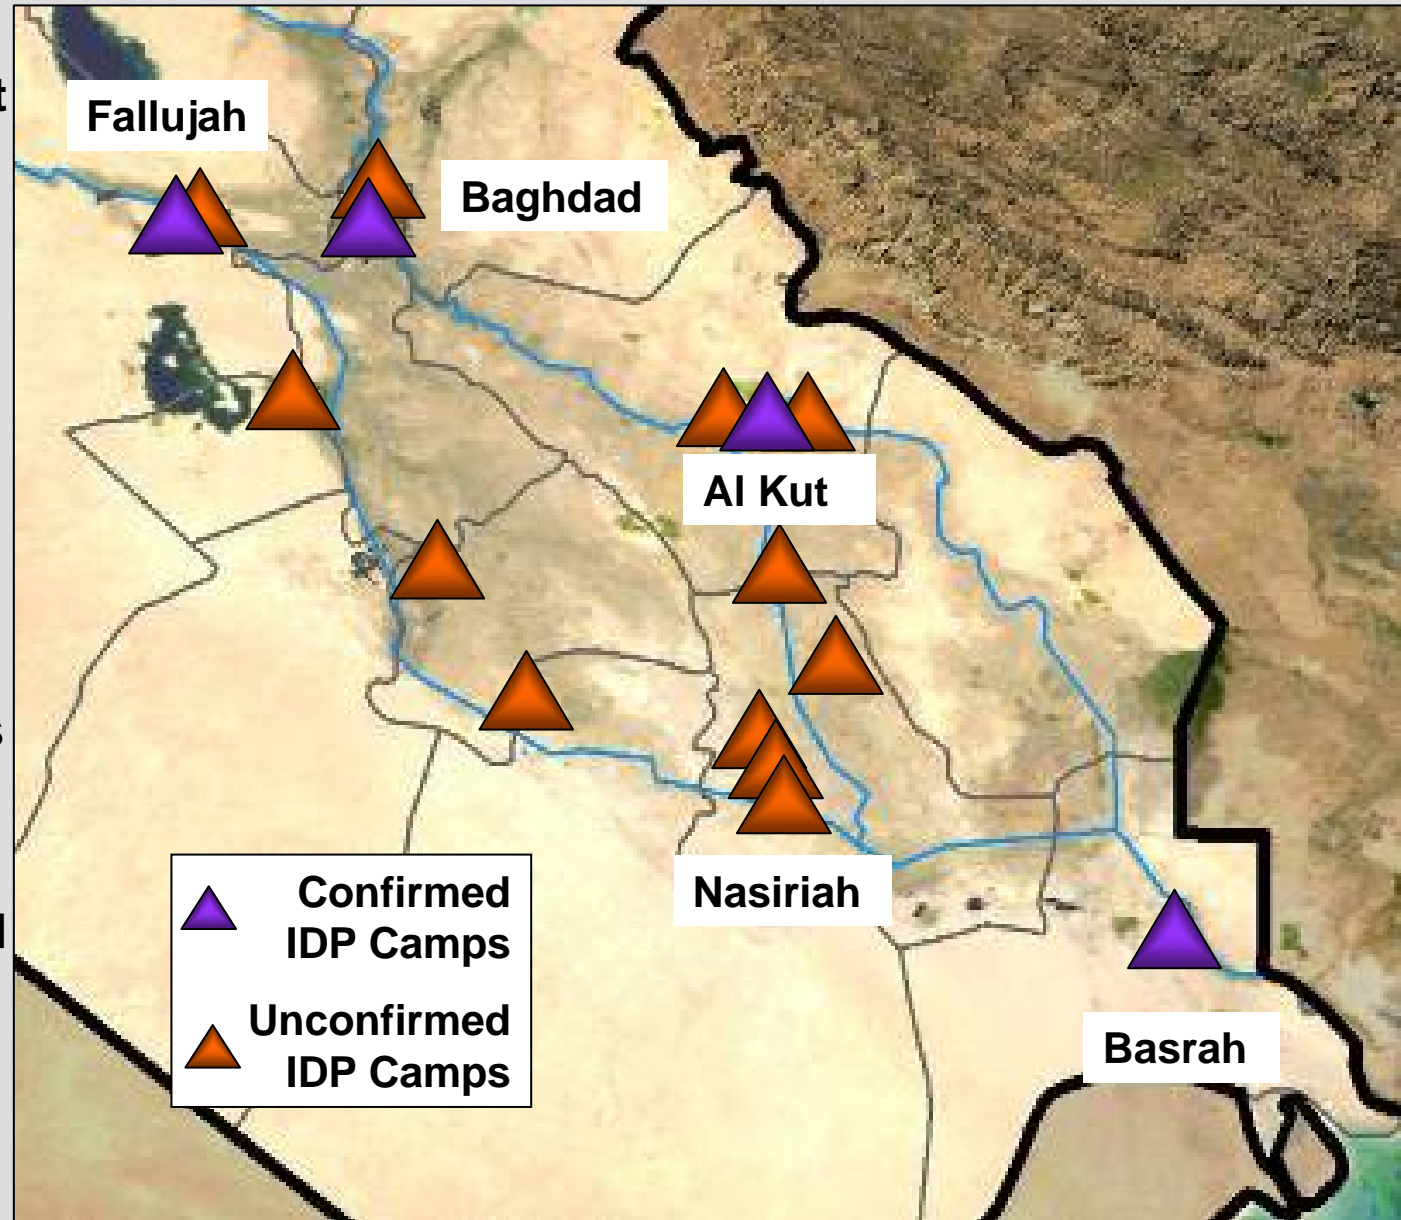 t
Fallujah
Baghdad
Al Kut
s
Nasiriah
Confirmed
IDP Camps
Unconfirmed
IDP Camps
Basrah